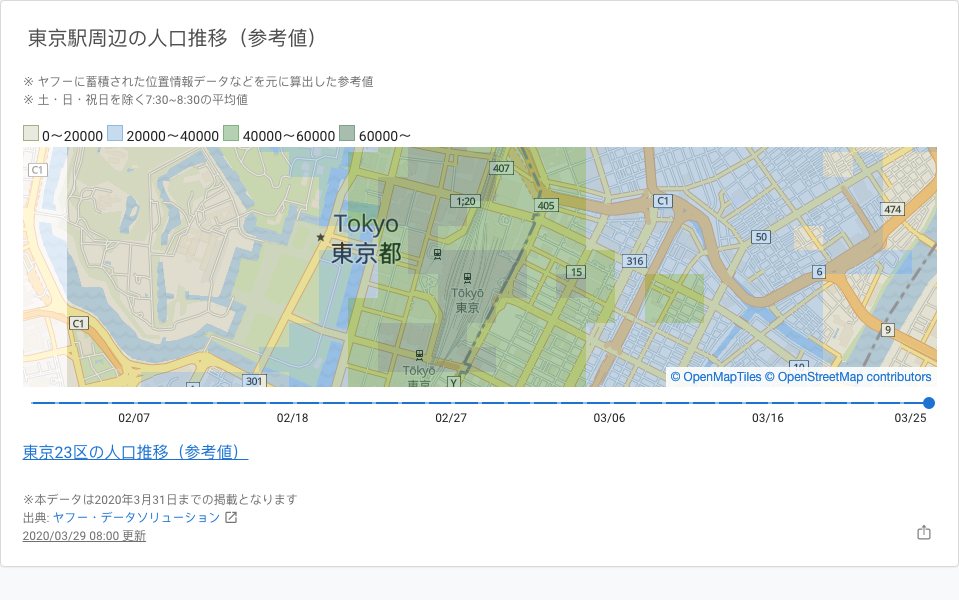 東京駅周辺の人口推移（参考値）
※ ヤフーに蓄積された位置情報データなどを元に算出した参考値
※ 土・日・祝日を除く7:30~8:30の平均値
0～20000 20000～40000 40000～60000 60000～
C1
407
1;20
405
C1
474
Tokyo
東京都
50
316
15
6
Tōkyō
東京
C1
9
Tōkyō
東京
301
Y
10
© OpenMapTiles © OpenStreetMap contributors
02/07 02/18 02/27 03/06 03/16 03/25
東京23区の人口推移（参考値）
※本データは2020年3月31日までの掲載となります
出典: ヤフー・データソリューション
2020/03/29 08:00 更新